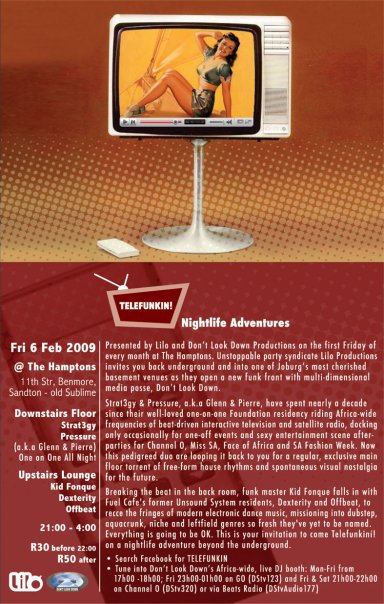 TELEFUNKIN!
Nightlife Adventures
Fri 6 Feb 2009
@ The Hamptons
11th Str, Benmore,
Sandton - old Sublime
Downstairs Floor
Strat3gy
Pressure
(a.k.a Glenn & Pierre)
One on One All Night
Upstairs Lounge
Kid Fonque
Dexterity
Offbeat
21:00 - 4:00
R30 before 22:00
R50 after
Lilo
DON'T LOOK DOWN
Presented by Lilo and Don't Look Down Productions on the first Friday of
every month at The Hamptons. Unstoppable party syndicate Lilo Productions
invites you back underground and into one of Joburg's most cherished
basement venues as they open a new funk front with multi-dimensional
media posse, Don't Look Down.
Strat3gy & Pressure, a.k.a Glenn & Pierre, have spent nearly a decade
since their well-loved one-on-one Foundation residency riding Africa-wide
frequencies of beat-driven interactive television and satellite radio, docking
only occasionally for one-off events and sexy entertainment scene after-
parties for Channel O, Miss SA, Face of Africa and SA Fashion Week. Now
this pedigreed duo are looping it back to you for a regular, exclusive main
floor torrent of free-form house rhythms and spontaneous visual nostalgia
for the future.
Breaking the beat in the back room, funk master Kid Fonque falls in with
Fuel Cafe's former Unsound System residents, Dexterity and Offbeat, to
recce the fringes of modern electronic dance music, missioning into dubstep,
aquacrunk, niche and leftfield genres so fresh they've yet to be named.
Everything is going to be OK. This is your invitation to come Telefunkin!
on a nightlife adventure beyond the underground.
• Search Facebook for TELEFUNKIN
• Tune into Don't Look Down's Africa-wide, live DJ booth: Mon-Fri from
17h00 -18h00; Fri 23h00-01h00 on GO (DStv123) and Fri & Sat 21h00-22h00
on Channel O (DStv320) or via Beats Radio (DStvAudio177)